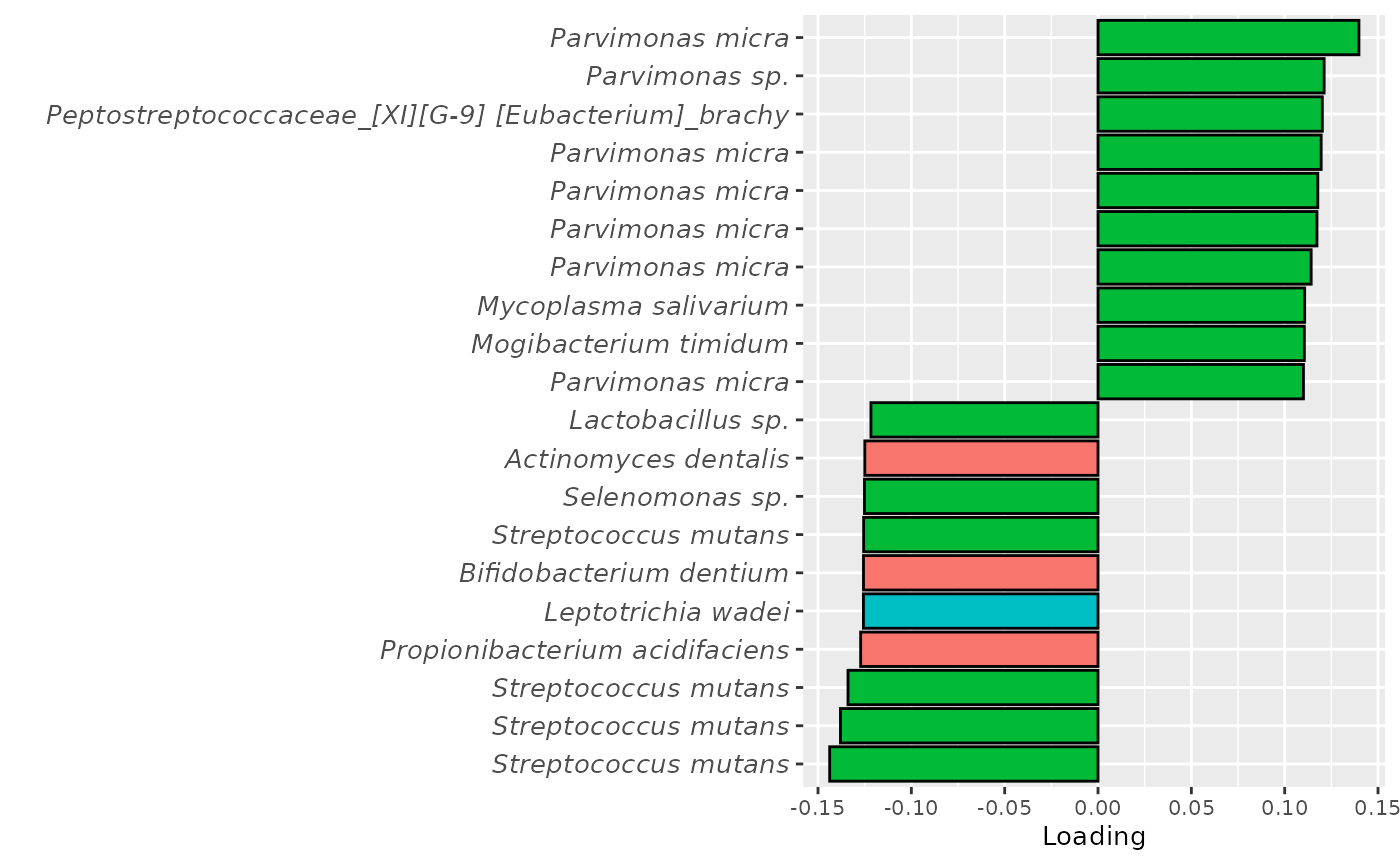 Parvimonas micra
Parvimonas sp.
Peptostreptococcaceae_[XI][G-9] [Eubacterium]_brachy
Parvimonas micra
Parvimonas micra
Parvimonas micra
Parvimonas micra
Mycoplasma salivarium
Mogibacterium timidum
Parvimonas micra
Lactobacillus sp.
Actinomyces dentalis
Selenomonas sp.
Streptococcus mutans
Bifidobacterium dentium
Leptotrichia wadei
Propionibacterium acidifaciens
Streptococcus mutans
Streptococcus mutans
Streptococcus mutans
-0.15 -0.10 -0.05 0.00 0.05 0.10 0.15
Loading